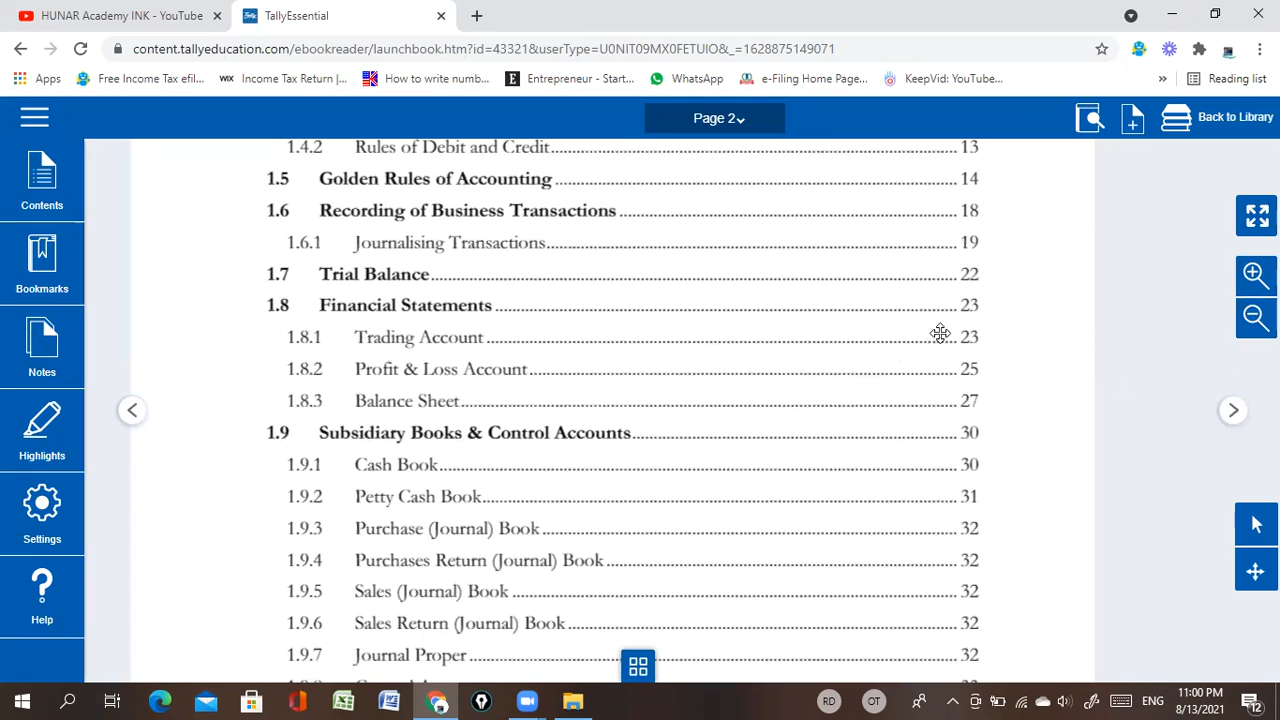 HUNAR Academy INK - YouTube
TallyEssential
content.tallyeducation.com/ebookreader/launchbook.htm?id=43321&userType=U0NIT09MX0FETUlO&_=1628875149071
Apps
Free Income Tax efil...
WIX Income Tax Return |...
How to write numb...
Entrepreneur - Start...
WhatsApp
e-Filing Home Page...
KeepVid: YouTube...
»
Reading list
Page 2
Back to Library
Contents
Bookmarks
Notes
Highlights
Settings
Help
1.4.2 Rules of Debit and Credit 13
1.5 Golden Rules of Accounting 14
1.6 Recording of Business Transactions 18
1.6.1 Journalising Transactions 19
1.7 Trial Balance 22
1.8 Financial Statements 23
1.8.1 Trading Account 23
1.8.2 Profit & Loss Account 25
1.8.3 Balance Sheet 27
1.9 Subsidiary Books & Control Accounts 30
1.9.1 Cash Book 30
1.9.2 Petty Cash Book 31
1.9.3 Purchase (Journal) Book 32
1.9.4 Purchases Return (Journal) Book 32
1.9.5 Sales (Journal) Book 32
1.9.6 Sales Return (Journal) Book 32
1.9.7 Journal Proper 32
RD
OT
ENG
11:00 PM
8/13/2021
12